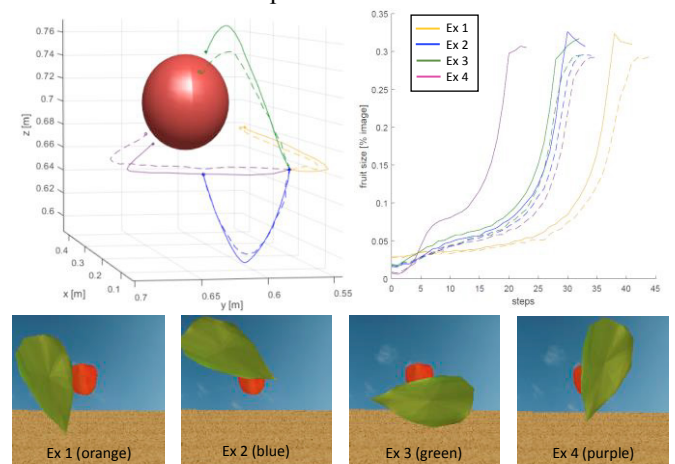 0.76
0.74
0.72
0.7
0.68
0.66
0.64
0.62
0.6
z [m]
0.4
0.3
0.2
0.1
x [m]
0.7
0.65
0.6
0.55
y [m]
0.35
0.3
0.25
0.2
0.15
0.1
0.05
0
fruit size [% image]
0
5
10
15
20
25
30
35
40
45
steps
Ex 1
Ex 2
Ex 3
Ex 4
Ex 1 (orange)
Ex 2 (blue)
Ex 3 (green)
Ex 4 (purple)